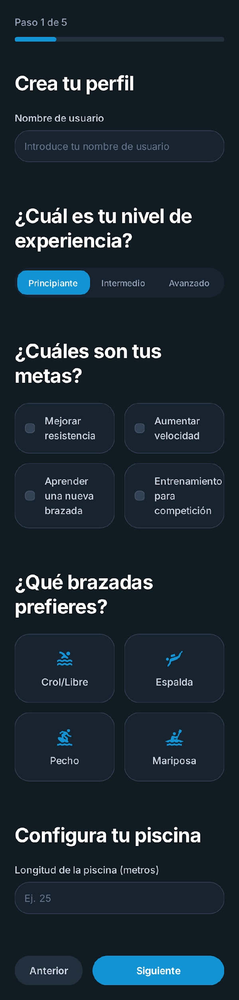 Paso 1 de 5
Crea tu perfil
Nombre de usuario
Introduce tu nombre de usuario
¿Cuál es tu nivel de
experiencia?
Principiante
Intermedio
Avanzado
¿Cuáles son tus
metas?
Mejorar
resistencia
Aumentar
velocidad
Aprender
una nueva
brazada
Entrenamiento
para
competición
¿Qué brazadas
prefieres?
Crol/Libre
Espalda
Pecho
Mariposa
Configura tu piscina
Longitud de la piscina (metros)
Ej. 25
Anterior
Siguiente